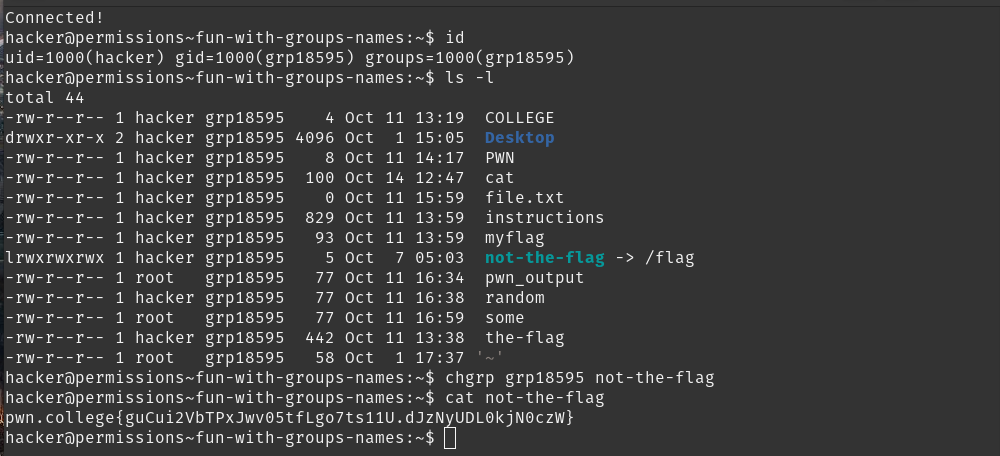 Connected!
hacker@permissions~fun-with-groups-names:~$ id
uid=1000(hacker) gid=1000(grp18595) groups=1000(grp18595)
hacker@permissions~fun-with-groups-names:~$ ls -l
total 44
-rw-r--r-- 1 hacker grp18595    4 Oct 11 13:19  COLLEGE
drwxr-xr-x 2 hacker grp18595 4096 Oct  1 15:05  Desktop
-rw-r--r-- 1 hacker grp18595    8 Oct 11 14:17  PWN
-rw-r--r-- 1 hacker grp18595  100 Oct 14 12:47  cat
-rw-r--r-- 1 hacker grp18595    0 Oct 11 15:59  file.txt
-rw-r--r-- 1 hacker grp18595  829 Oct 11 13:59  instructions
-rw-r--r-- 1 hacker grp18595   93 Oct 11 13:59  myflag
lrwxrwxrwx 1 hacker grp18595    5 Oct  7 05:03  not-the-flag -> /flag
-rw-r--r-- 1 root   grp18595   77 Oct 11 16:34  pwn_output
-rw-r--r-- 1 hacker grp18595   77 Oct 11 16:38  random
-rw-r--r-- 1 root   grp18595   77 Oct 11 16:59  some
-rw-r--r-- 1 hacker grp18595  442 Oct 11 13:38  the-flag
-rw-r--r-- 1 root   grp18595   58 Oct  1 17:37 '~'
hacker@permissions~fun-with-groups-names:~$ chgrp grp18595 not-the-flag
hacker@permissions~fun-with-groups-names:~$ cat not-the-flag
pwn.college{guCui2VbTPxJwv05tfLgo7ts11U.dJzNyUDL0kjN0czW}
hacker@permissions~fun-with-groups-names:~$